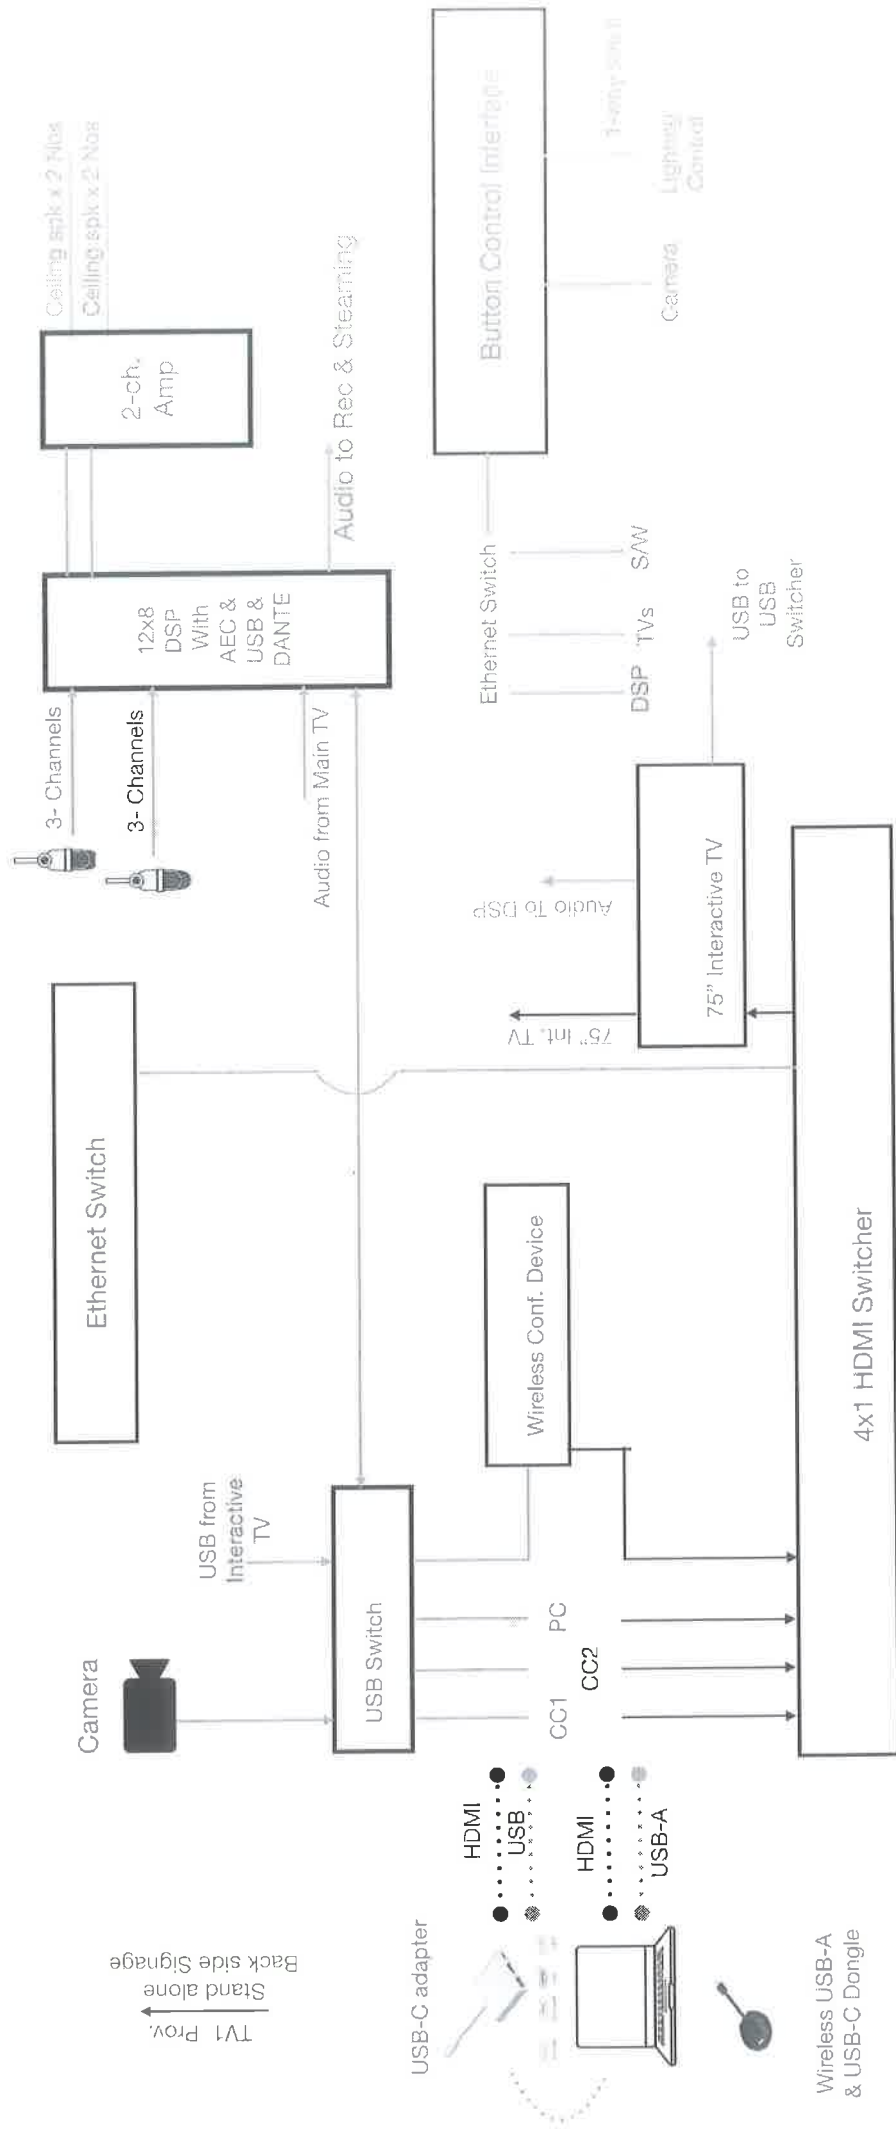 TV1 Prov.
Stand alone
Back side Signage
Camera
USB from
Interactive
TV
USB Switch
Ethernet Switch
3- Channels
3- Channels
Audio from Main TV
12x8
DSP
With
AEC &
USB &
DANTE
2-ch.
Amp
Ceiling spk x 2 Nos
Ceiling spk x 2 Nos
Audio to Rec & Steaming
USB-C adapter
HDMI
USB
HDMI
USB-A
Wireless USB-A
& USB-C Dongle
CC1
CC2
PC
Wireless Conf. Device
75" Int. TV
Audio To DSP
75" Interactive TV
USB to
USB
Switcher
4x1 HDMI Switcher
Ethernet Switch
DSP
TVs
S/W
Button Control Interface
Camera
Lighting
Control